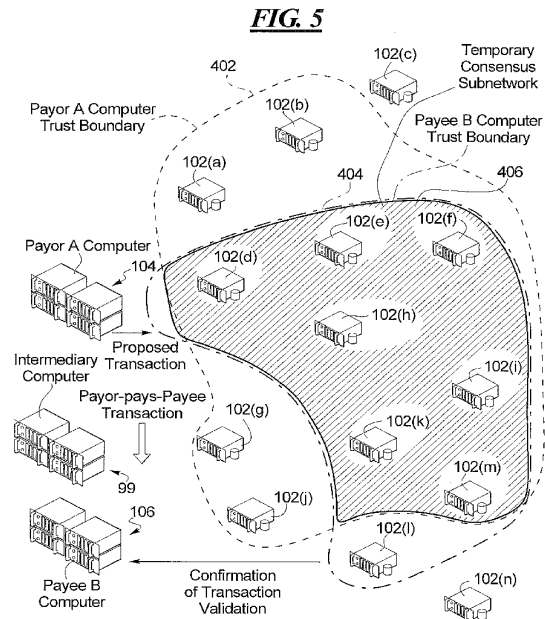 FIG. 5
102(c)
Temporary
Consensus
Subnetwork
402
Payor A Computer
Trust Boundary
102(b)
Payee B Computer
Trust Boundary
102(a)
404
406
102(e)
102(f)
Payor A Computer
104
102(d)
102(h)
Proposed
Transaction
Intermediary
Computer
Payor-pays-Payee
Transaction
102(i)
102(g)
102(k)
99
102(m)
106
102(j)
102(l)
Payee B
Computer
Confirmation
of Transaction
Validation
102(n)